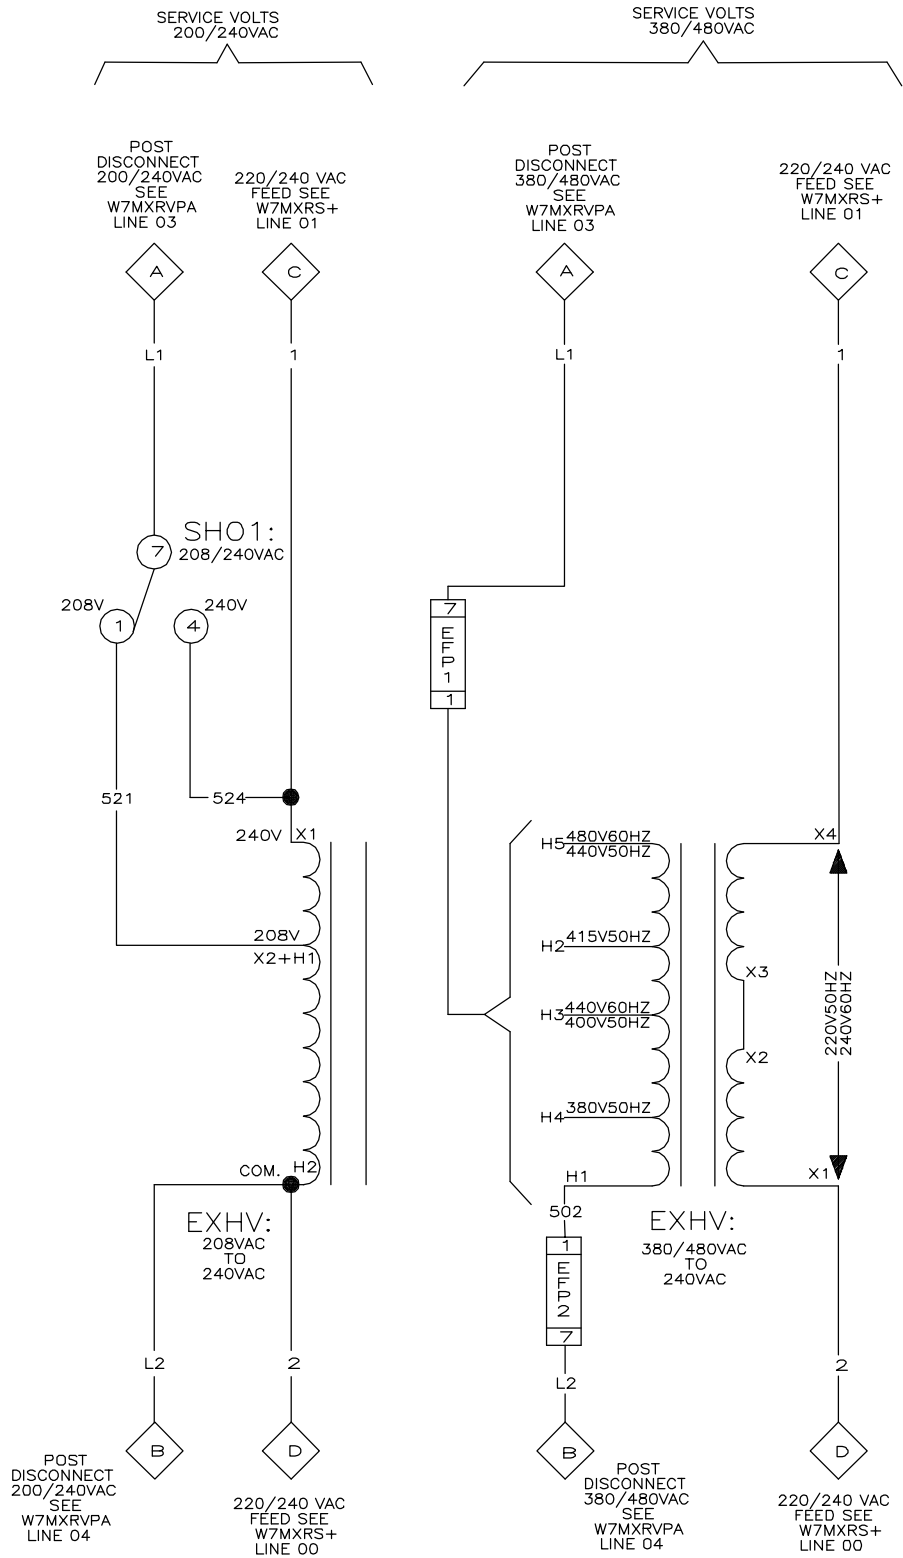 SERVICE VOLTS
200/240VAC
SERVICE VOLTS
380/480VAC
POST
DISCONNECT
200/240VAC
SEE
W7MXRVPA
LINE 03
220/240 VAC
FEED SEE
W7MXRS+
LINE 01
POST
DISCONNECT
380/480VAC
SEE
W7MXRVPA
LINE 03
220/240 VAC
FEED SEE
W7MXRS+
LINE 01
A
C
A
C
L1
1
L1
1
SHO1:
208/240VAC
7
208V
1
240V
4
7
EFP1
1
521
524
240V X1
208V
X2+H1
COM. H2
H5 480V60HZ
440V50HZ
H2 415V50HZ
H3 440V60HZ
400V50HZ
H4 380V50HZ
H1
X4
X3
X2
X1
220V50HZ
240V60HZ
EXHV:
208VAC
TO
240VAC
502
1
EFP2
7
EXHV:
380/480VAC
TO
240VAC
L2
2
L2
2
B
D
B
D
POST
DISCONNECT
200/240VAC
SEE
W7MXRVPA
LINE 04
220/240 VAC
FEED SEE
W7MXRS+
LINE 00
POST
DISCONNECT
380/480VAC
SEE
W7MXRVPA
LINE 04
220/240 VAC
FEED SEE
W7MXRS+
LINE 00